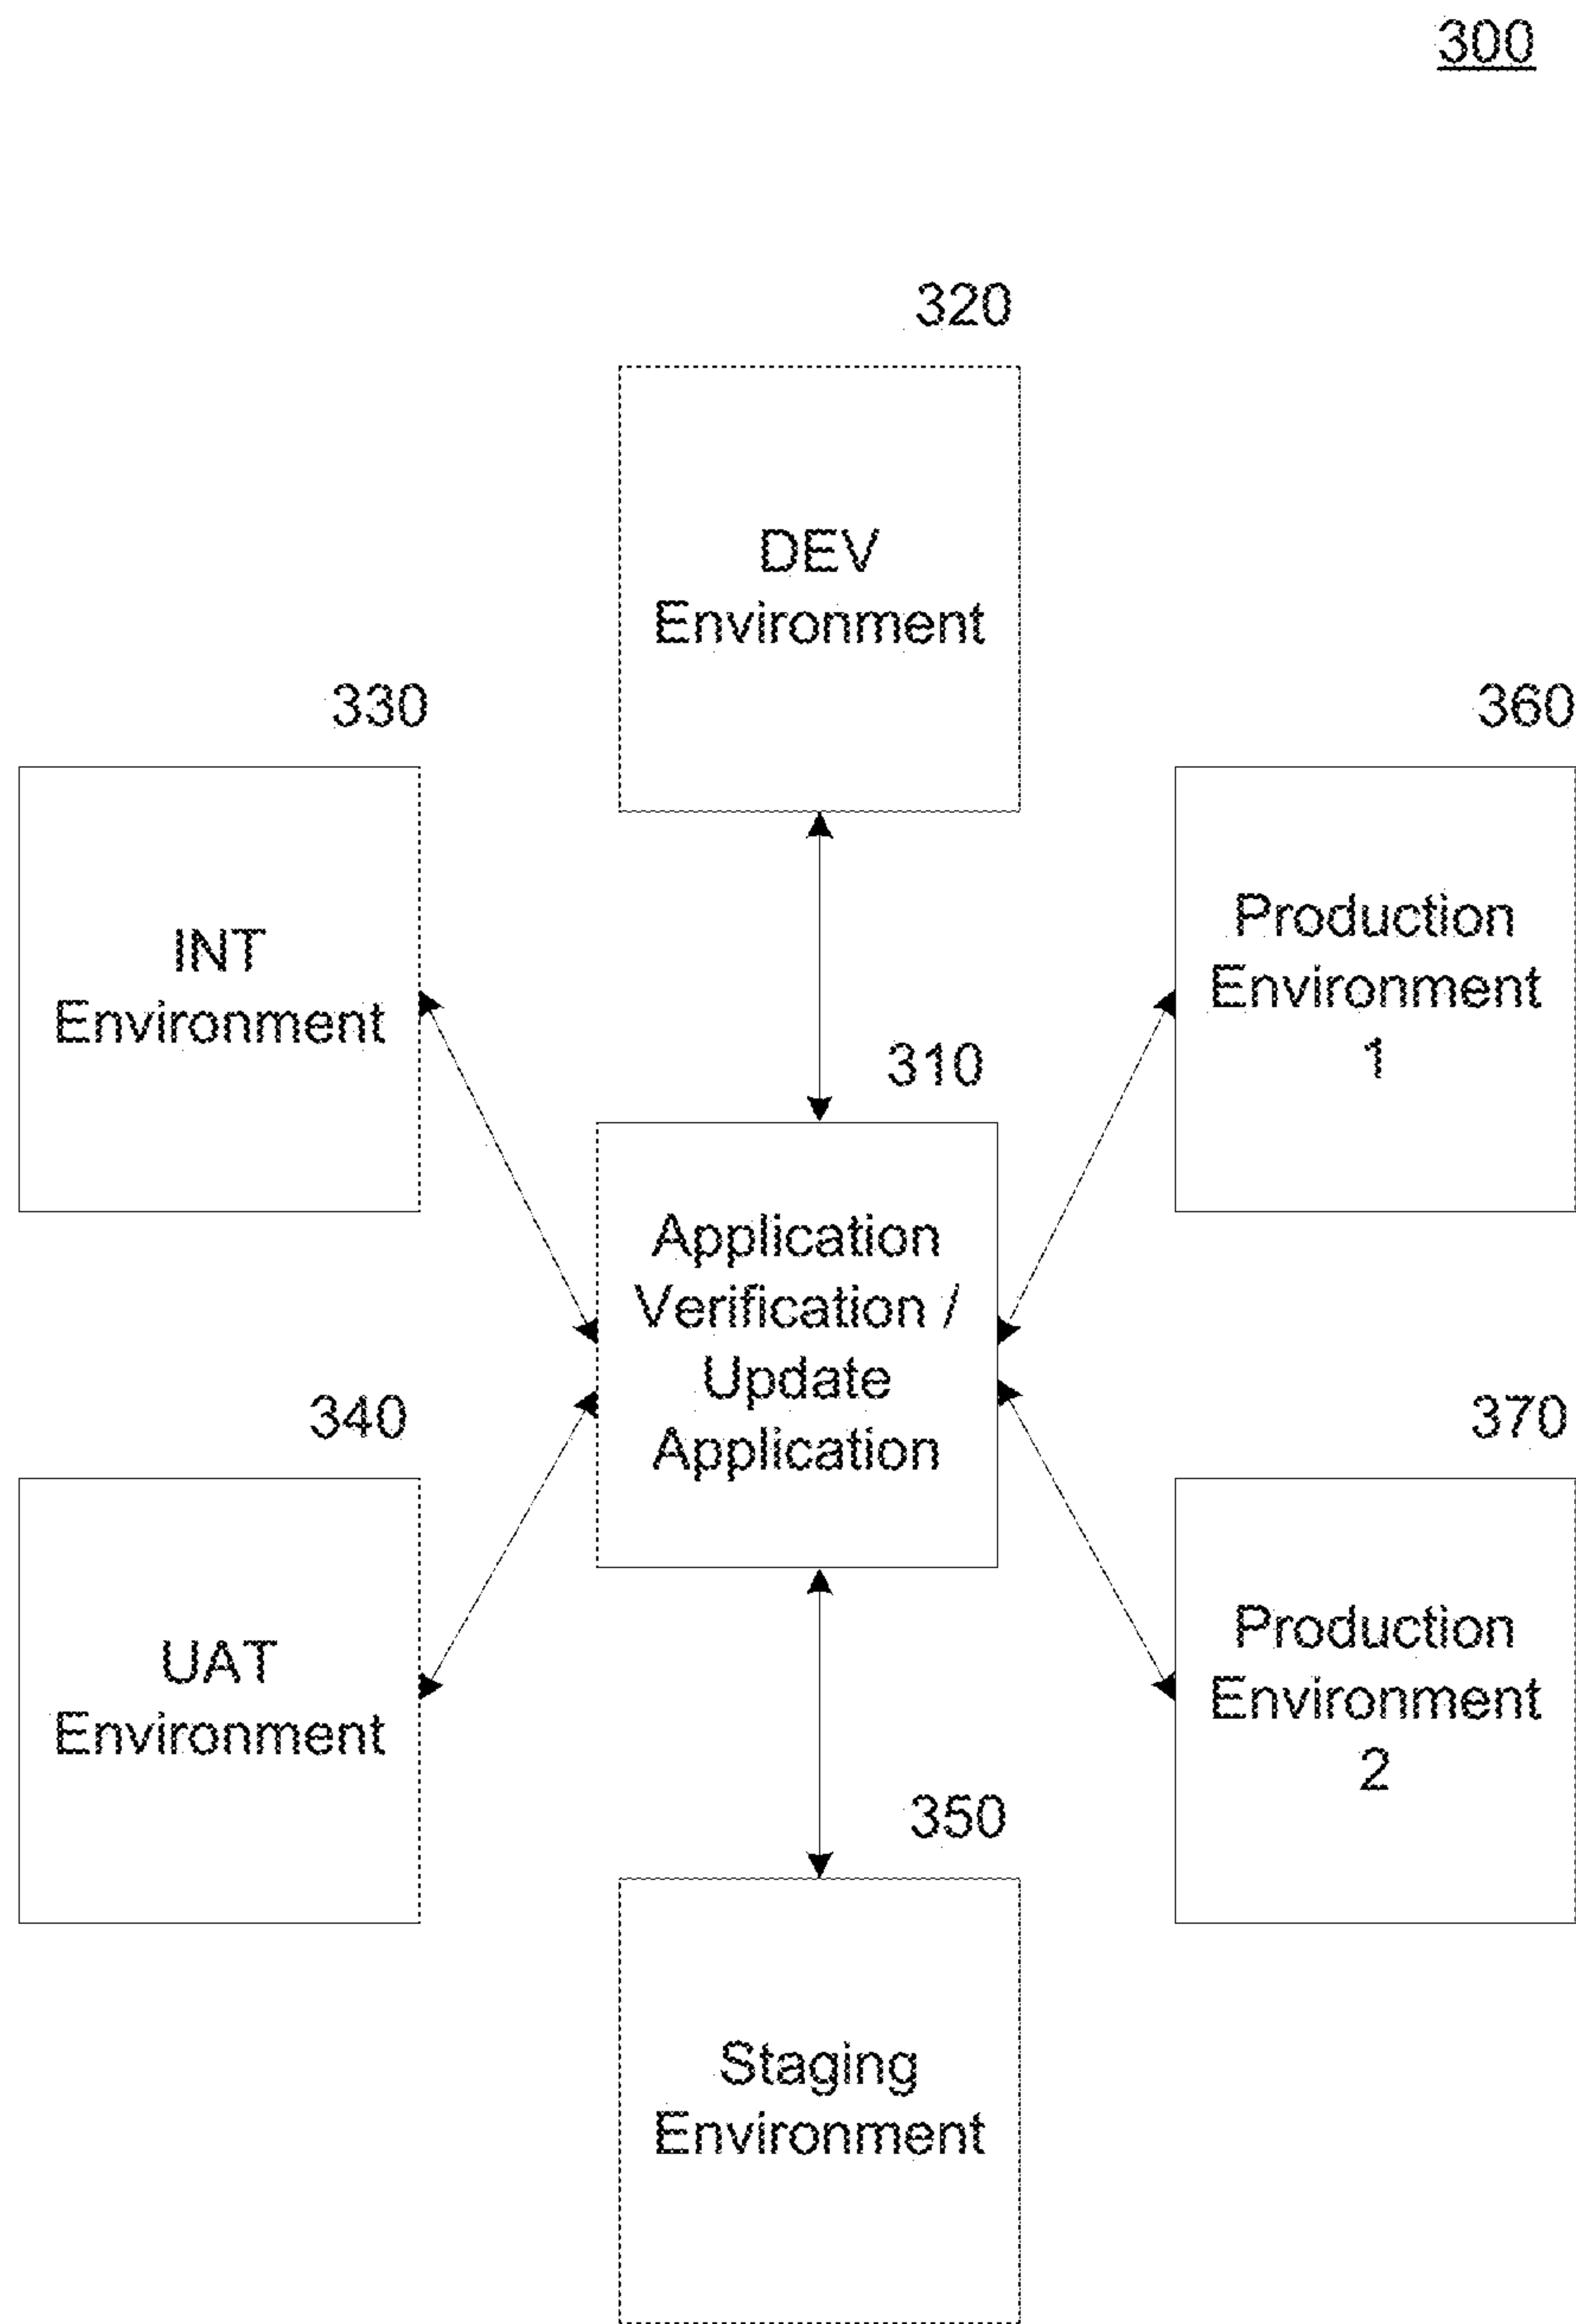 300
320
DEV
Environment
330
INT
Environment
360
Production
Environment
1
310
Application
Verification /
Update
Application
340
UAT
Environment
370
Production
Environment
2
350
Staging
Environment